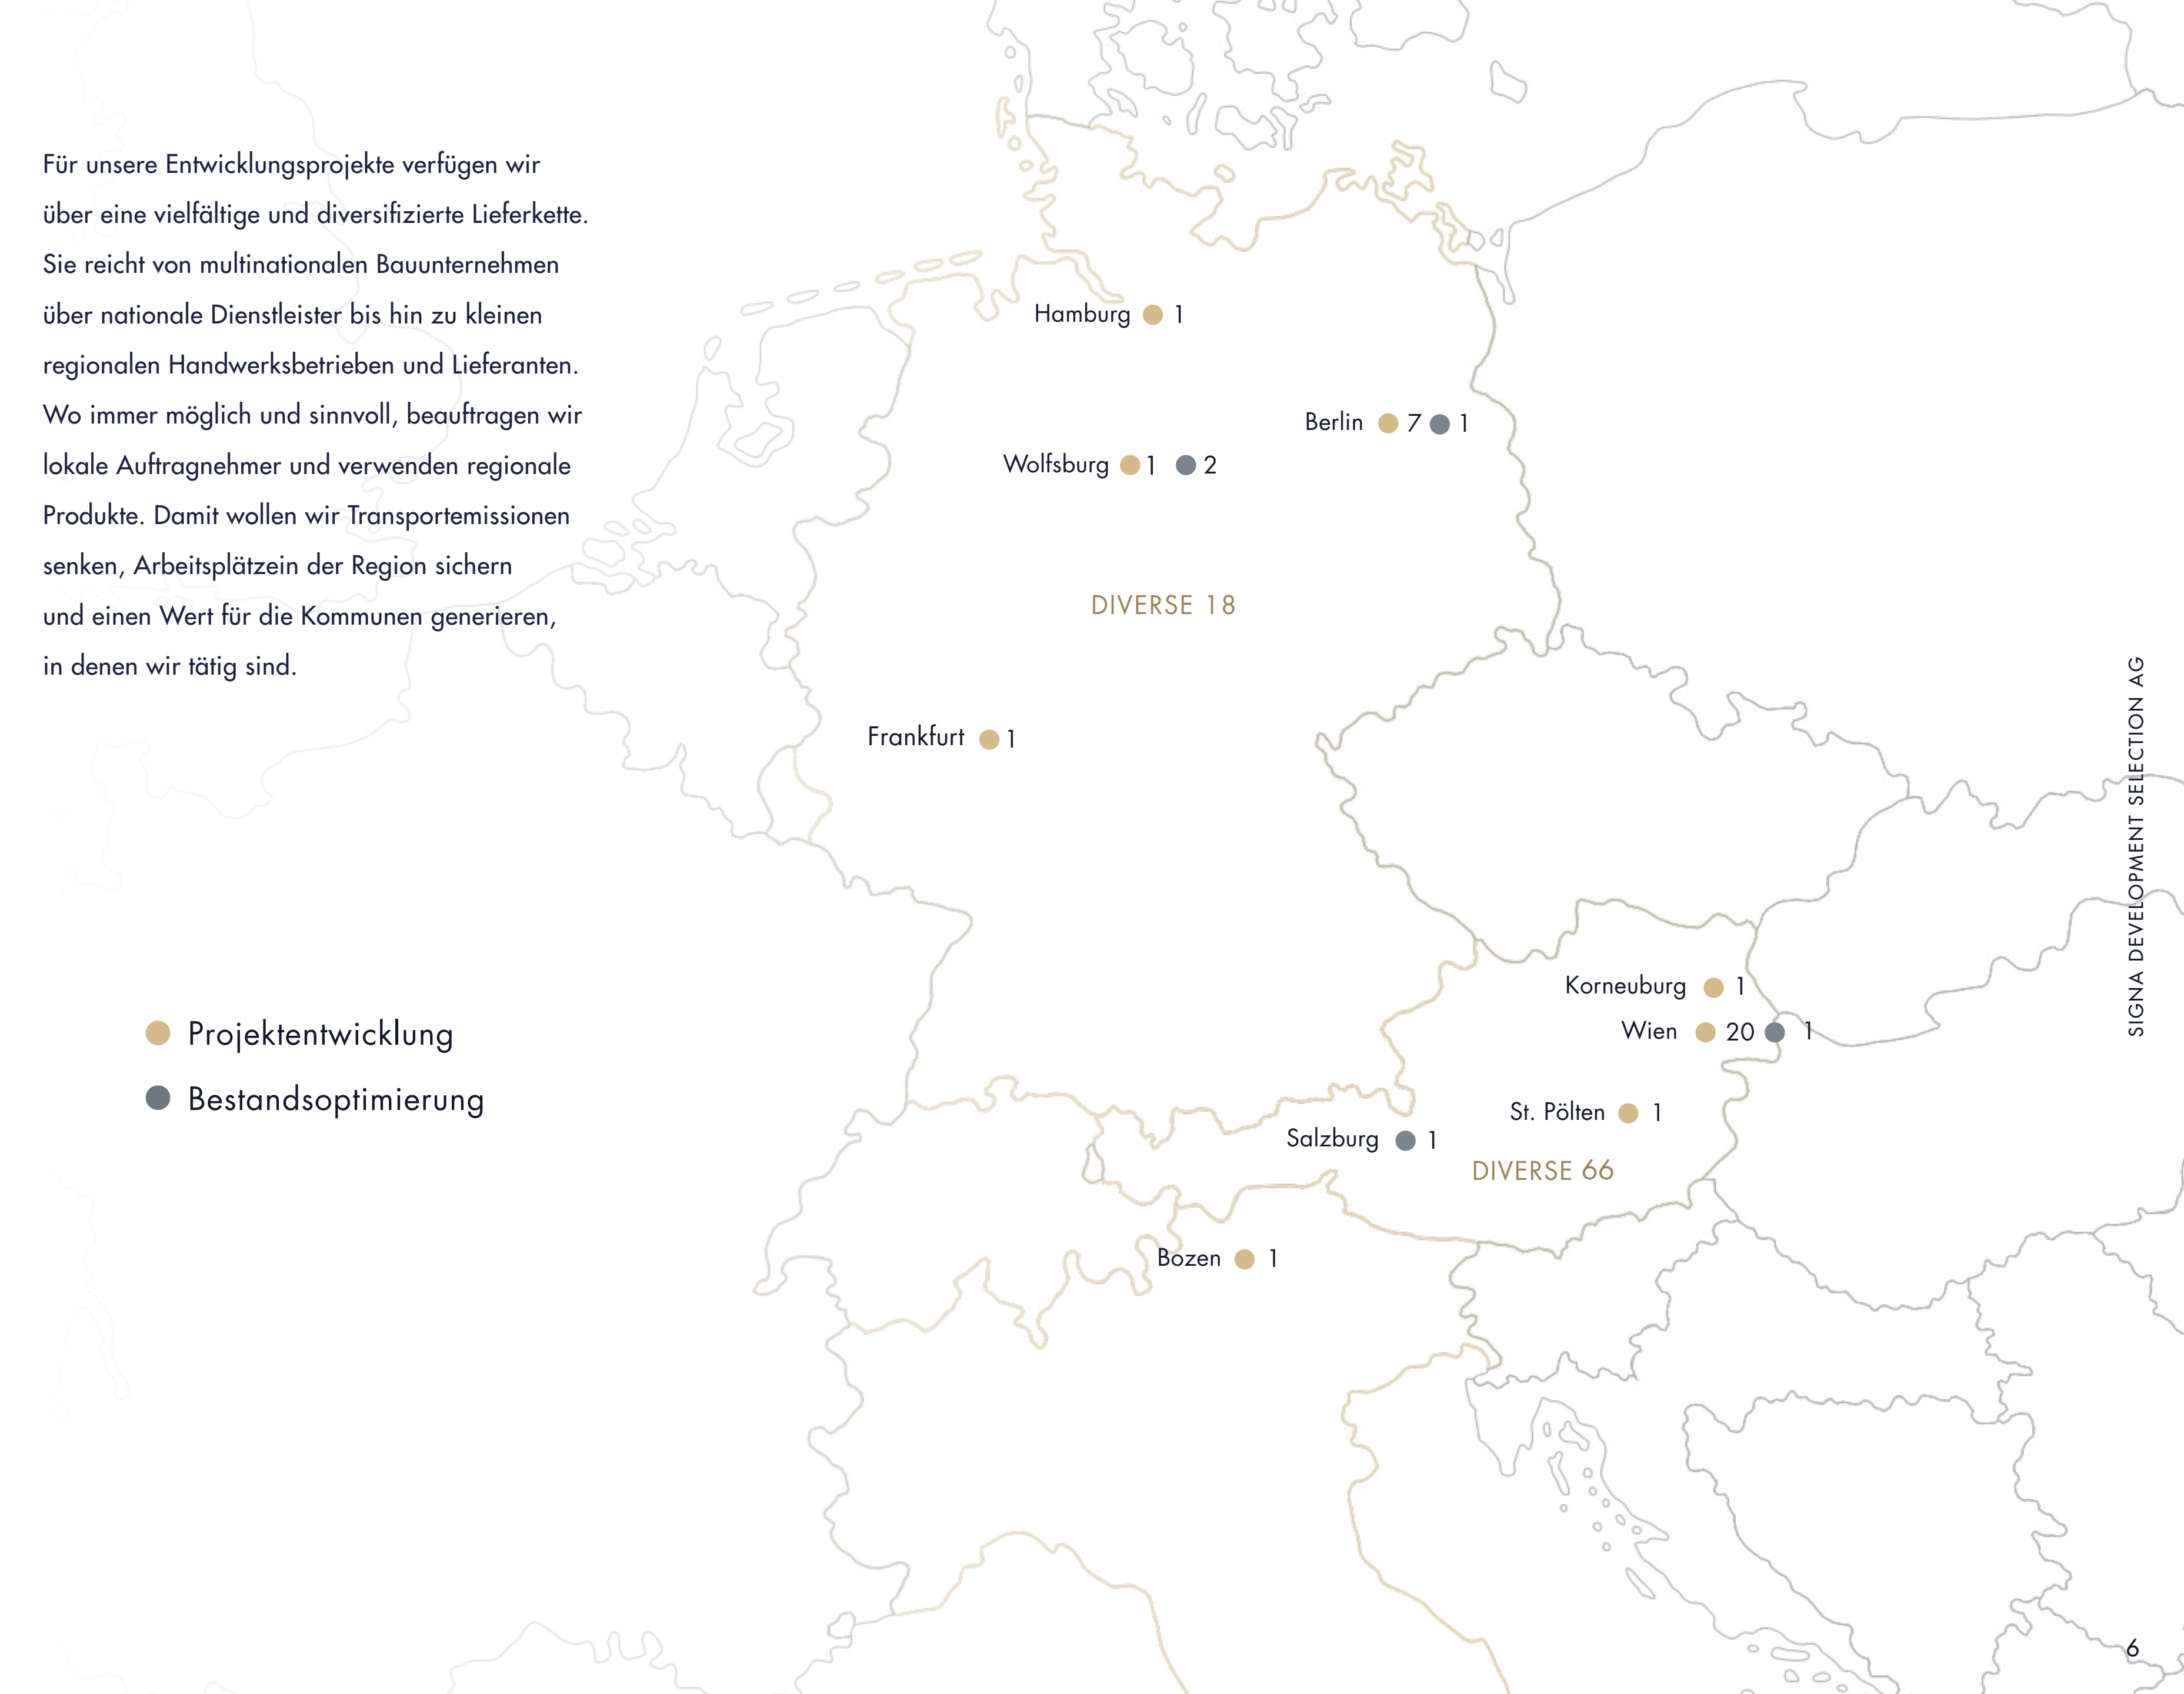 Für unsere Entwicklungsprojekte verfügen wir
über eine vielfältige und diversifizierte Lieferkette.
Sie reicht von multinationalen Bauunternehmen
über nationale Dienstleister bis hin zu kleinen
regionalen Handwerksbetrieben und Lieferanten.
Wo immer möglich und sinnvoll, beauftragen wir
lokale Auftragnehmer und verwenden regionale
Produkte. Damit wollen wir Transportemissionen
senken, Arbeitsplätzein der Region sichern
und einen Wert für die Kommunen generieren,
in denen wir tätig sind.
Projektentwicklung
Bestandsoptimierung
Hamburg 1
Berlin 7 1
Wolfsburg 1 2
DIVERSE 18
Frankfurt 1
Korneuburg 1
Wien 20 1
St. Pölten 1
Salzburg 1
DIVERSE 66
Bozen 1
SIGNA DEVELOPMENT SELECTION AG
6